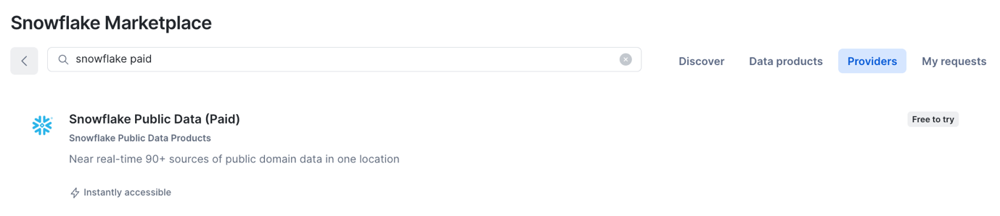 Snowflake Marketplace
snowflake paid
Discover
Data products
Providers
My requests
Snowflake Public Data (Paid)
Free to try
Snowflake Public Data Products
Near real-time 90+ sources of public domain data in one location
Instantly accessible